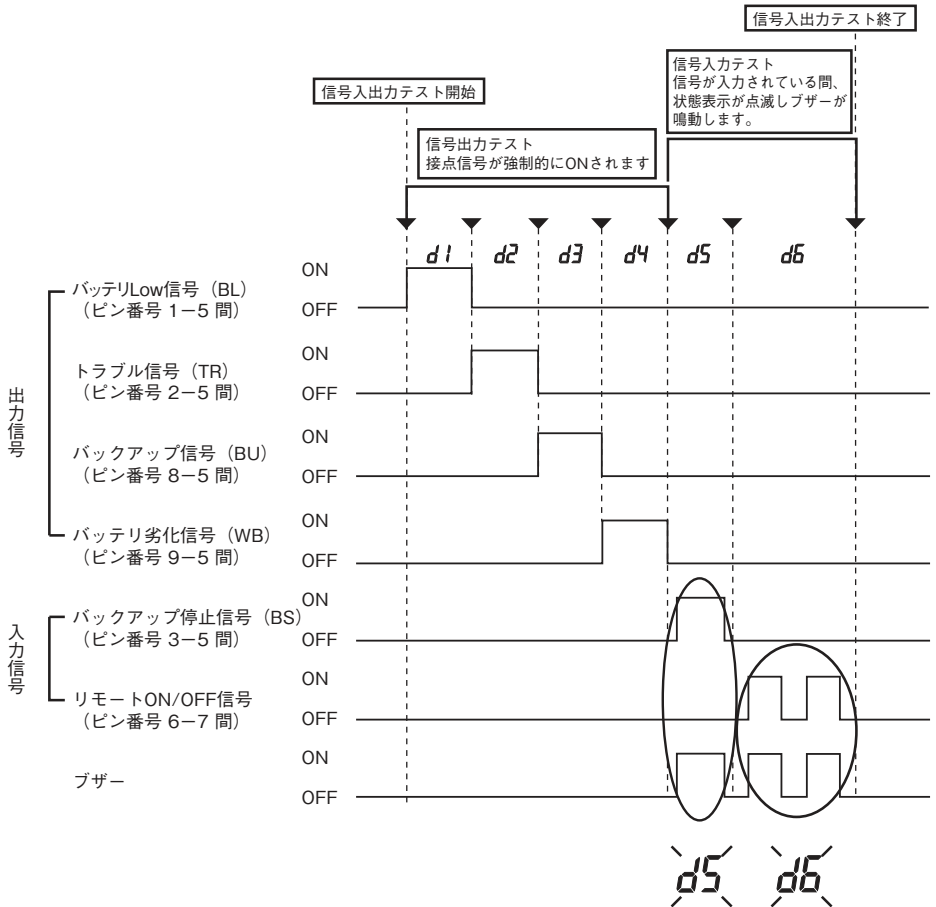 信号入出力テスト終了
信号入力テスト
信号が入力されている間、
状態表示が点滅しブザーが
鳴動します。
信号入出力テスト開始
信号出力テスト
接点信号が強制的にONされます
d1 d2 d3 d4 d5 d6
出力信号
バッテリLow信号（BL）
（ピン番号 1－5 間）
ON
OFF
トラブル信号（TR）
（ピン番号 2－5 間）
ON
OFF
バックアップ信号（BU）
（ピン番号 8－5 間）
ON
OFF
バッテリ劣化信号（WB）
（ピン番号 9－5 間）
ON
OFF
入力信号
バックアップ停止信号（BS）
（ピン番号 3－5 間）
ON
OFF
リモートON/OFF信号
（ピン番号 6－7 間）
ON
OFF
ブザー
ON
OFF
d5 d6